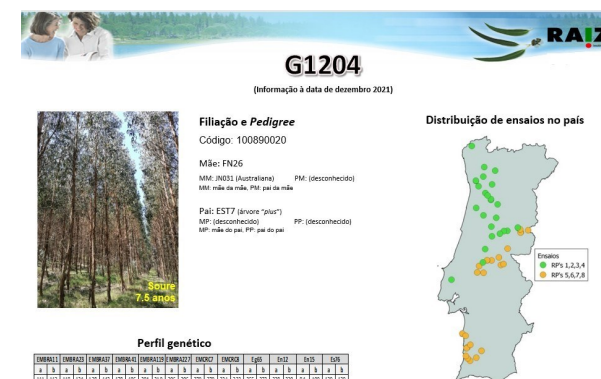 RAIZ
G1204
(Informação à data de dezembro 2021)
Filiação e Pedigree
Código: 100890020
Mãe: FN26
MM: JN031 (Australiana) PM: (desconhecido)
MM: mãe da mãe, PM: pai da mãe
Pai: EST7 (árvore "plus")
MP: (desconhecido) PP: (desconhecido)
MP: mãe do pai, PP: pai do pai
Soure
7.5 anos
Distribuição de ensaios no país
Ensaios
RP's 1,2,3,4
RP's 5,6,7,8
Perfil genético
EMBRA11 EMBRA23 EMBRA37 EMBRA41 EMBRA119 EMBRA227 EMCRC7 EMCRC8 Eg65 En12 En15 Es76
a b a b a b a b a b a b a b a b a b a b a b a b